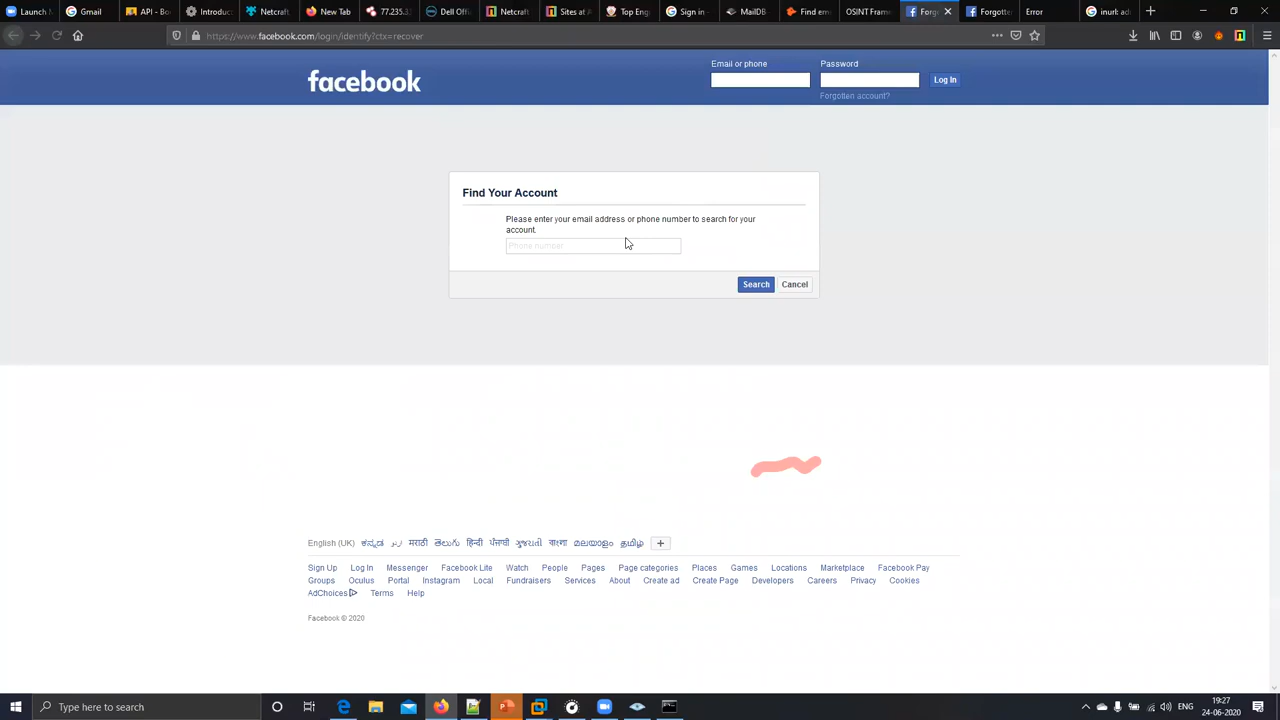 Launch M
Gmail
API - Bo
Introduc
Netcraft
New Tab
77.235.3
Dell Offi
Netcraft
Sites at A
Top Eng
Sign in
MailDB
Find em
OSINT Frame
Forg
Forgotten
Error
inurk ad
https://www.facebook.com/login/identify?ctx=recover
facebook
Email or phone
Password
Log In
Forgotten account?
Find Your Account
Please enter your email address or phone number to search for your
account.
Phone number
Search
Cancel
English (UK) ಕನ್ನಡ اردو मराठी తెలుగు हिन्दी ਪੰਜਾਬੀ ગુજરાતી বাংলা മലയാളം தமிழ் +
Sign Up Log In Messenger Facebook Lite Watch People Pages Page categories Places Games Locations Marketplace Facebook Pay
Groups Oculus Portal Instagram Local Fundraisers Services About Create ad Create Page Developers Careers Privacy Cookies
AdChoices Terms Help
Facebook © 2020
Type here to search
ENG
19:27
24-06-2020